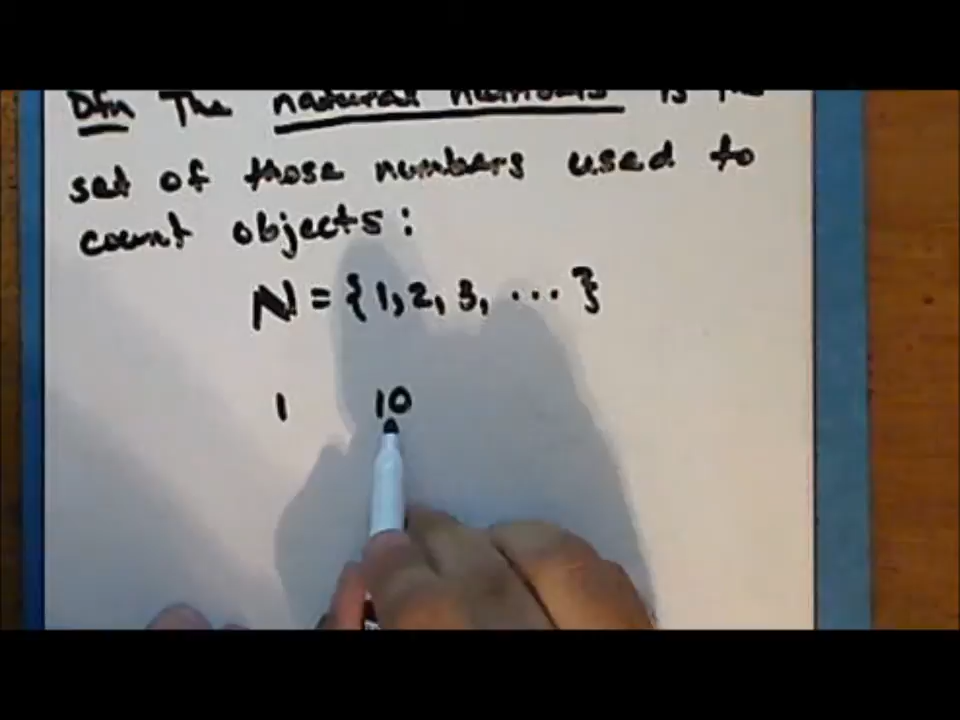 Dfn The natural numbers is the
set of those numbers used to
count objects:
N = {1, 2, 3, ... }
1 10